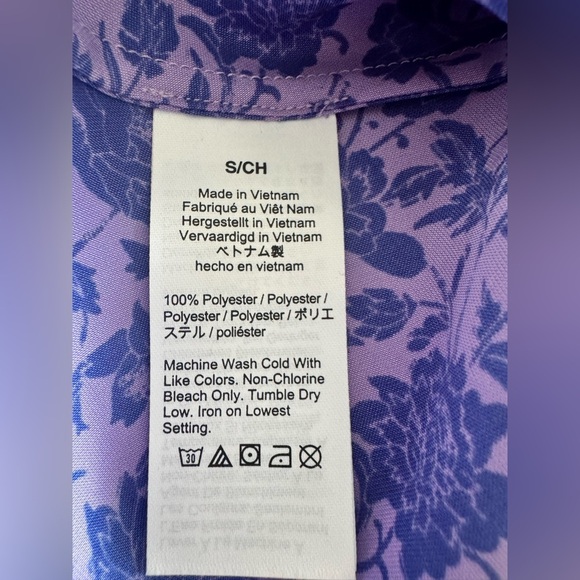 S/CH
Made in Vietnam
Fabriqué au Viêt Nam
Hergestellt in Vietnam
Vervaardigd in Vietnam
ベトナム製
hecho en vietnam
100% Polyester / Polyester /
Polyester / Polyester / ポリエ
ステル / poliéster
Machine Wash Cold With
Like Colors. Non-Chlorine
Bleach Only. Tumble Dry
Low. Iron on Lowest
Setting.
30